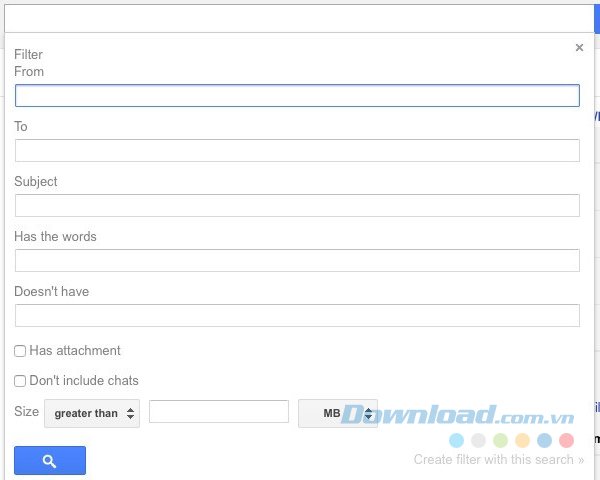 Filter
From
To
Subject
Has the words
Doesn't have
Has attachment
Don't include chats
Size greater than MB
Download.com.vn
Create filter with this search »